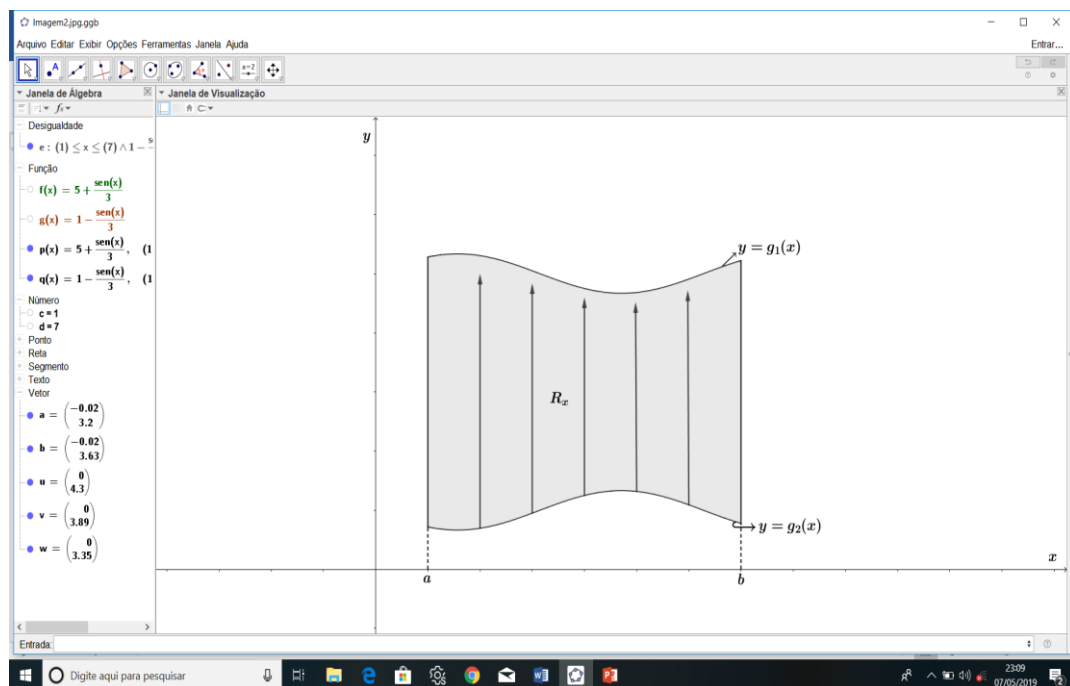 Imagem2.jpg.ggb
Arquivo Editar Exibir Opções Ferramentas Janela Ajuda
Entrar...
Janela de Álgebra
Janela de Visualização
Desigualdade
e : (1) ≤ x ≤ (7) ∧ 1 −
Função
f(x) = 5 + sen(x)/3
g(x) = 1 − sen(x)/3
p(x) = 5 + sen(x)/3, (1
q(x) = 1 − sen(x)/3, (1
Número
c = 1
d = 7
Ponto
Reta
Segmento
Texto
Vetor
a = (−0.02 3.2)
b = (−0.02 3.63)
u = (0 4.3)
v = (0 3.89)
w = (0 3.35)
y
y = g₁(x)
Rₓ
y = g₂(x)
x
a
b
Entrada:
Digite aqui para pesquisar
23:09
07/05/2019